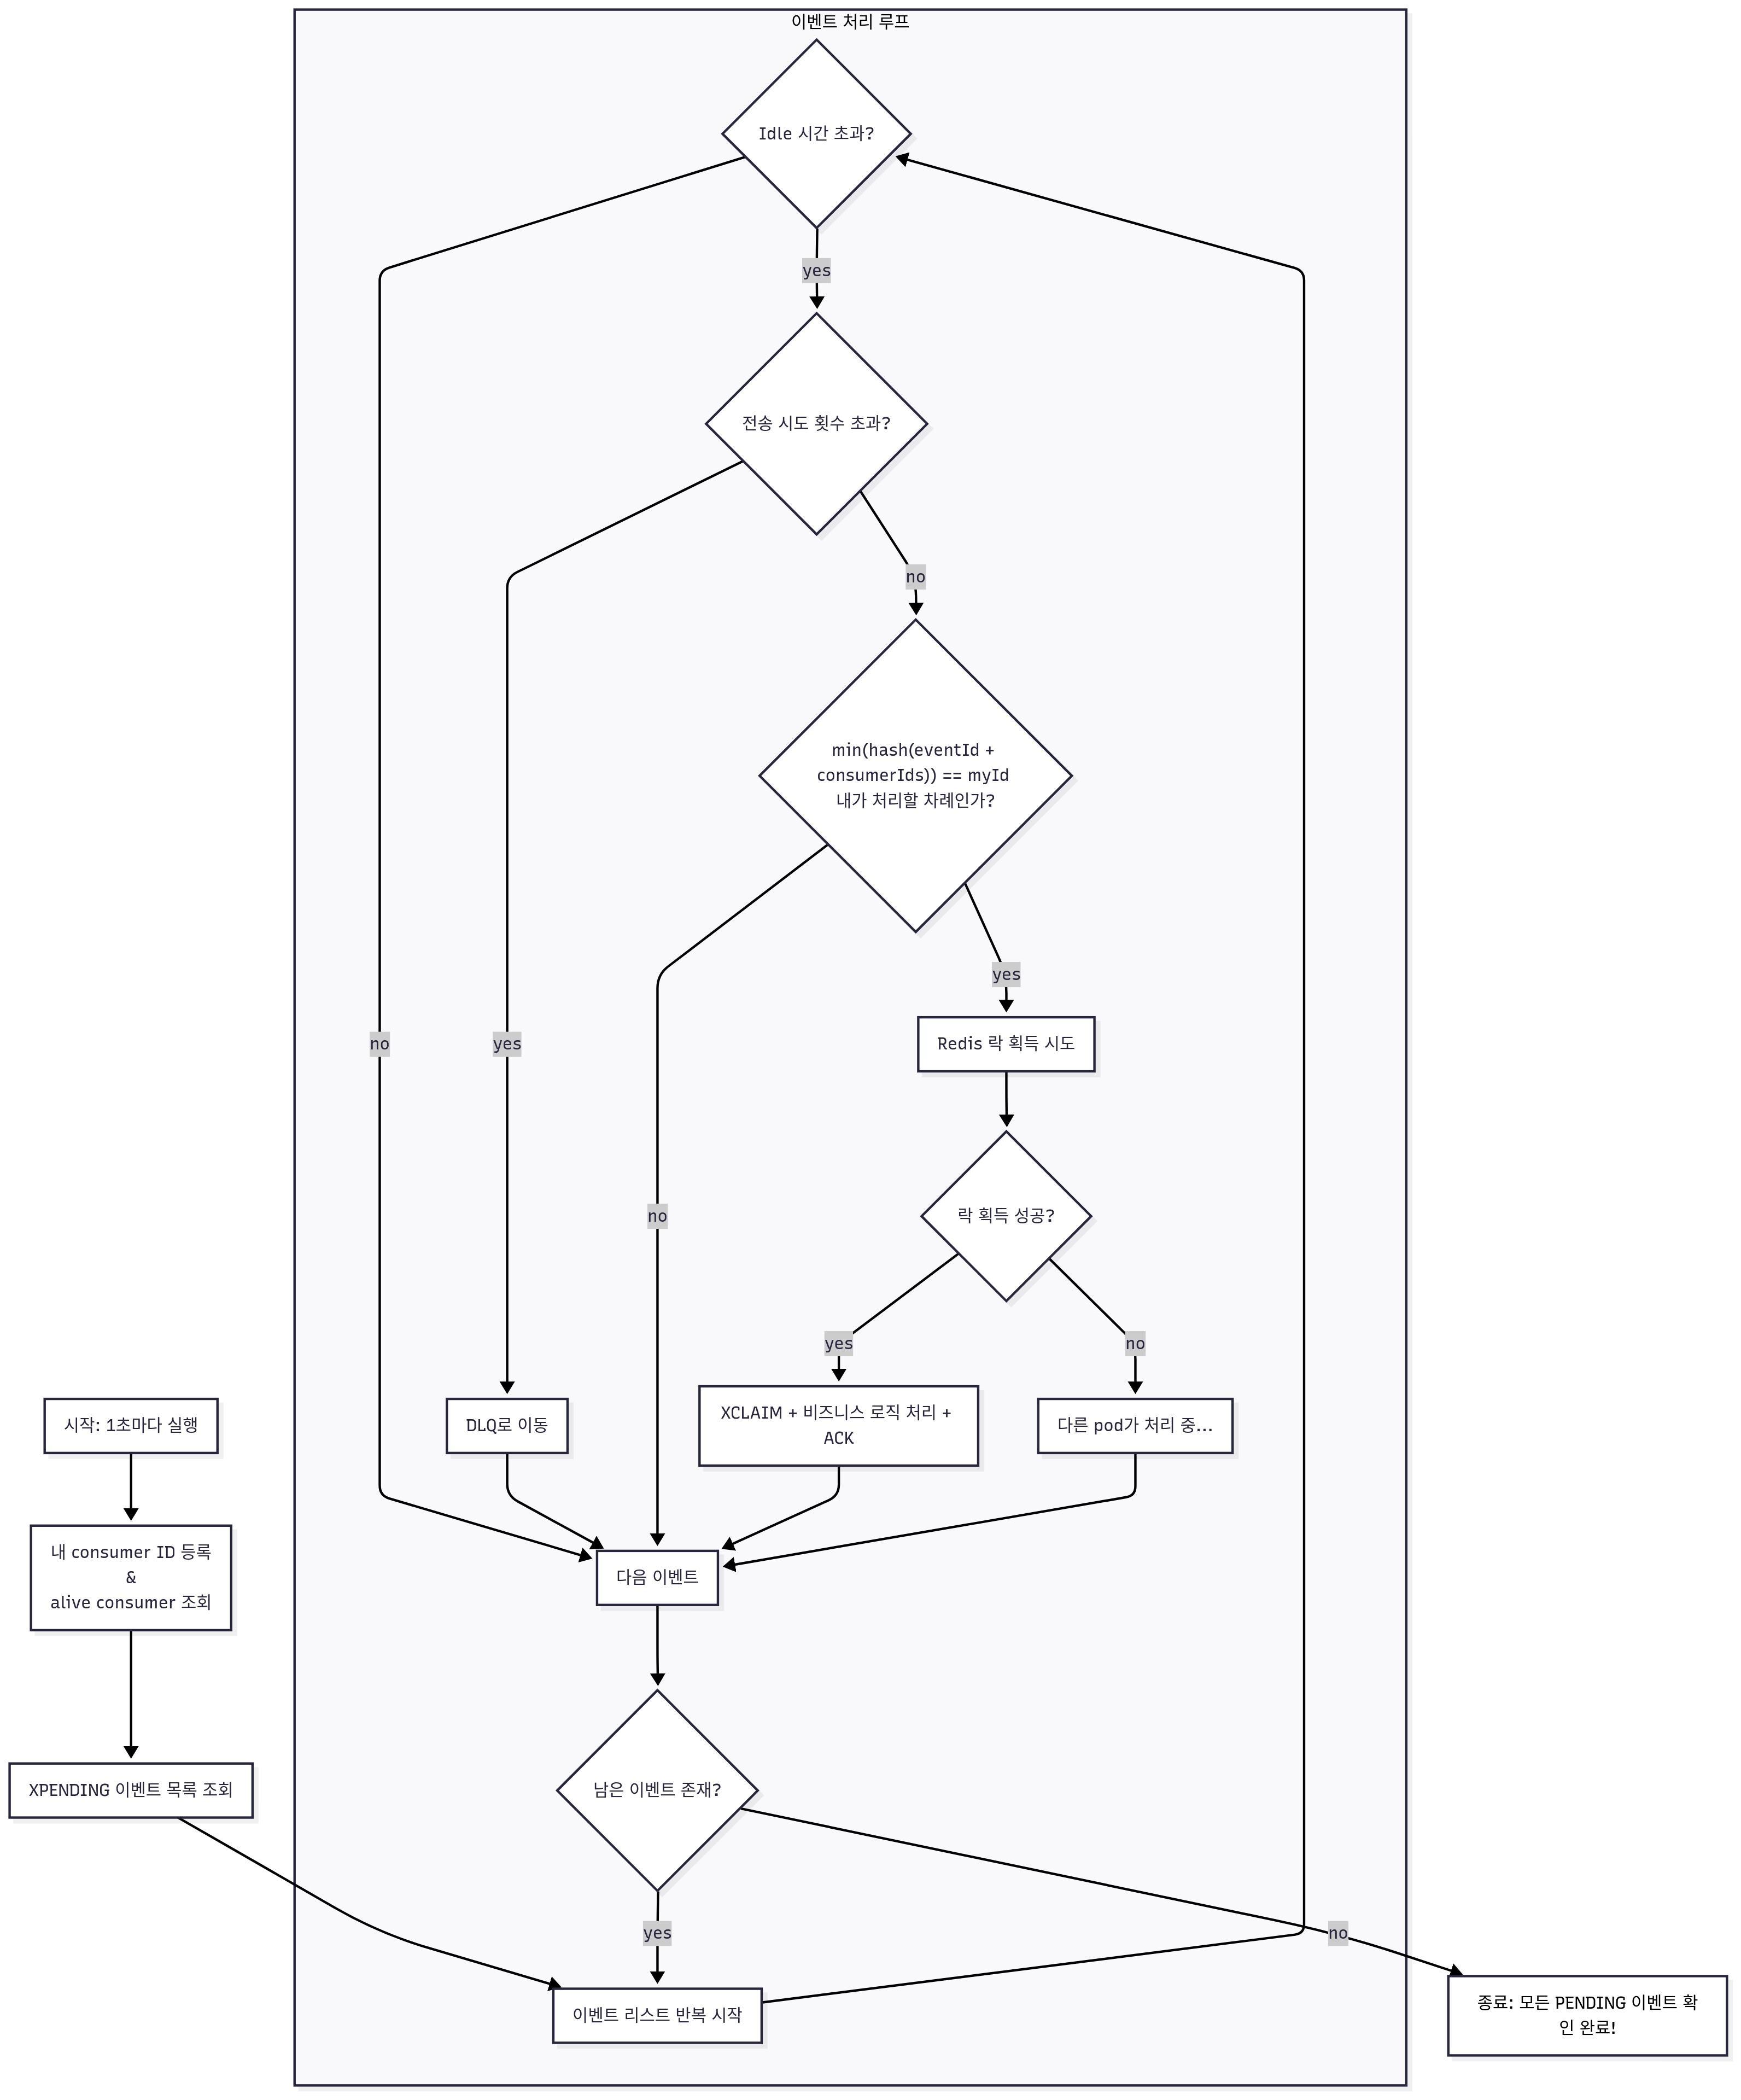 이벤트 처리 루프
Idle 시간 초과?
yes
전송 시도 횟수 초과?
no
min(hash(eventId +
consumerIds)) == myId
내가 처리할 차례인가?
yes
Redis 락 획득 시도
no
yes
no
락 획득 성공?
yes
no
시작: 1초마다 실행
DLQ로 이동
XCLAIM + 비즈니스 로직 처리 +
ACK
다른 pod가 처리 중...
내 consumer ID 등록
&
alive consumer 조회
다음 이벤트
XPENDING 이벤트 목록 조회
남은 이벤트 존재?
yes
no
이벤트 리스트 반복 시작
종료: 모든 PENDING 이벤트 확
인 완료!